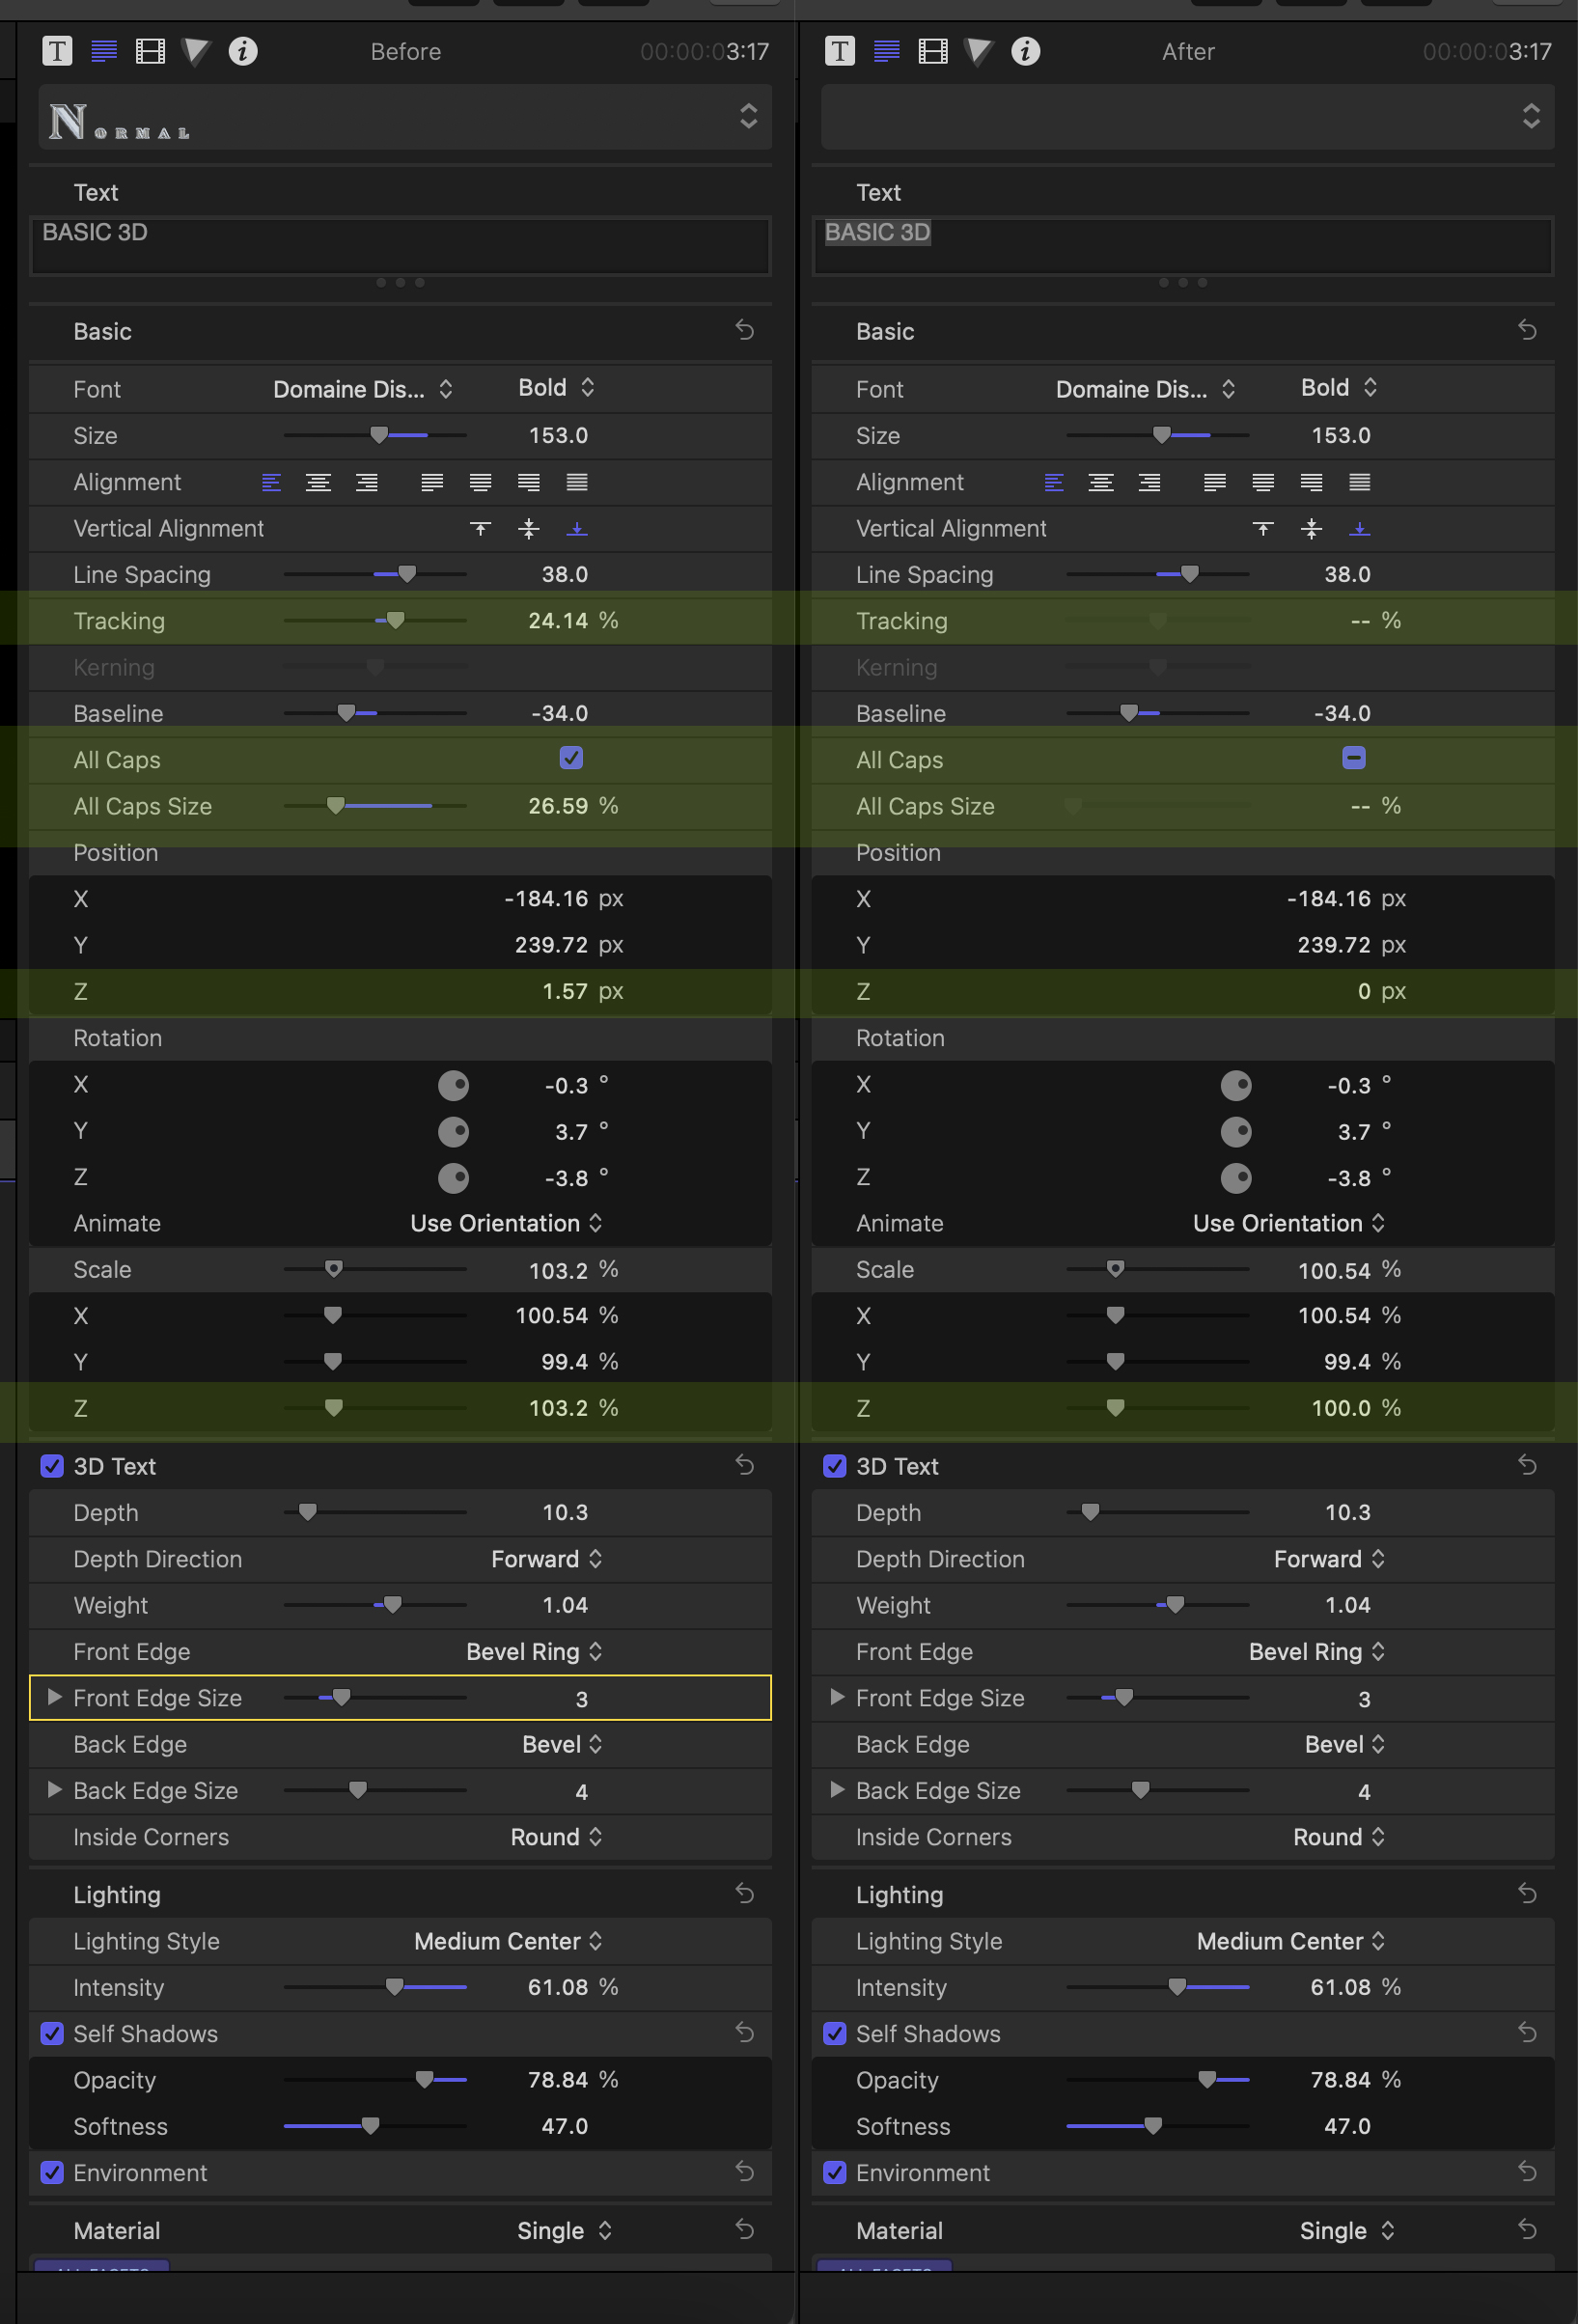 T i Before 00:00:03:17
NORMAL
Text
BASIC 3D
Basic
Font Domaine Dis... Bold
Size 153.0
Alignment
Vertical Alignment
Line Spacing 38.0
Tracking 24.14 %
Kerning
Baseline -34.0
All Caps
All Caps Size 26.59 %
Position
X -184.16 px
Y 239.72 px
Z 1.57 px
Rotation
X -0.3 °
Y 3.7 °
Z -3.8 °
Animate Use Orientation
Scale 103.2 %
X 100.54 %
Y 99.4 %
Z 103.2 %
3D Text
Depth 10.3
Depth Direction Forward
Weight 1.04
Front Edge Bevel Ring
Front Edge Size 3
Back Edge Bevel
Back Edge Size 4
Inside Corners Round
Lighting
Lighting Style Medium Center
Intensity 61.08 %
Self Shadows
Opacity 78.84 %
Softness 47.0
Environment
Material Single
T i After 00:00:03:17
Text
BASIC 3D
Basic
Font Domaine Dis... Bold
Size 153.0
Alignment
Vertical Alignment
Line Spacing 38.0
Tracking -- %
Kerning
Baseline -34.0
All Caps
All Caps Size -- %
Position
X -184.16 px
Y 239.72 px
Z 0 px
Rotation
X -0.3 °
Y 3.7 °
Z -3.8 °
Animate Use Orientation
Scale 100.54 %
X 100.54 %
Y 99.4 %
Z 100.0 %
3D Text
Depth 10.3
Depth Direction Forward
Weight 1.04
Front Edge Bevel Ring
Front Edge Size 3
Back Edge Bevel
Back Edge Size 4
Inside Corners Round
Lighting
Lighting Style Medium Center
Intensity 61.08 %
Self Shadows
Opacity 78.84 %
Softness 47.0
Environment
Material Single